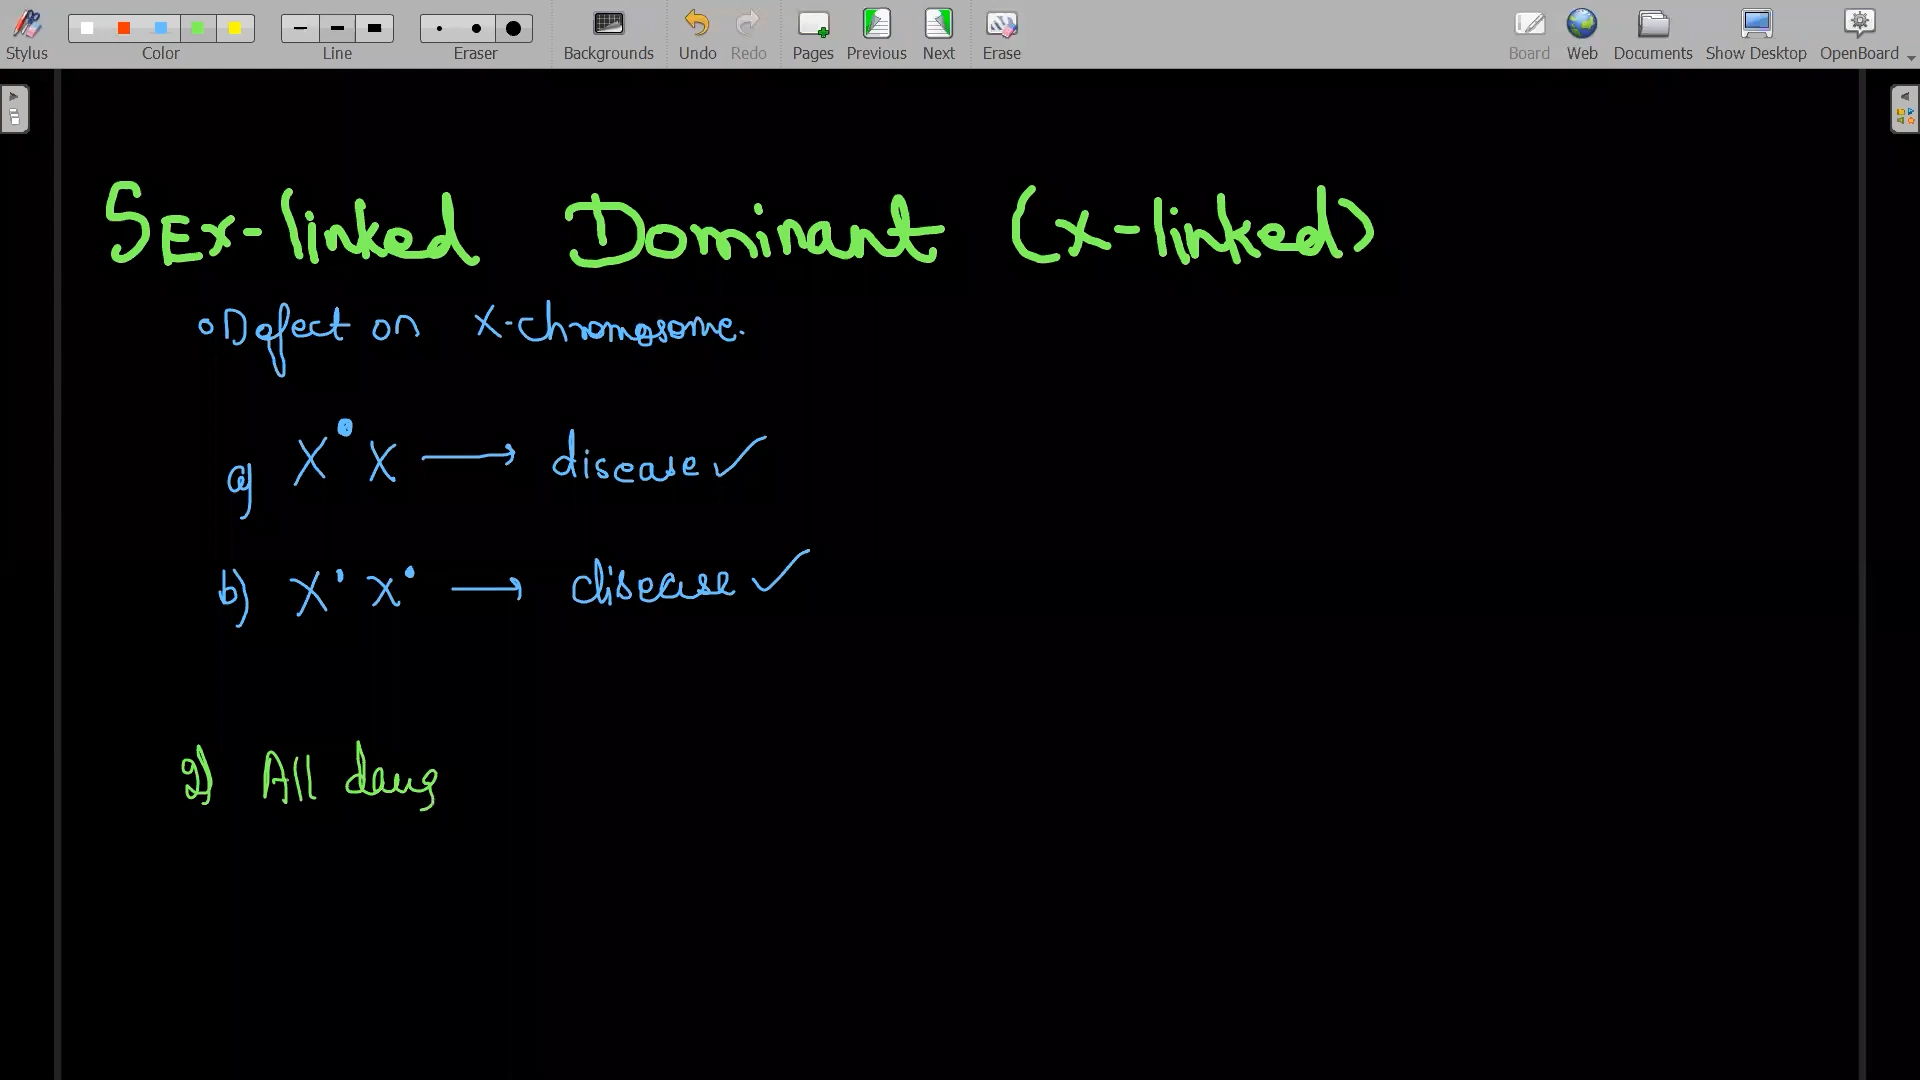 Stylus Color Line Eraser Backgrounds Undo Redo Pages Previous Next Erase Board Web Documents Show Desktop OpenBoard
SEx-linked Dominant (x-linked)
Defect on X-chromosome.
a) X• X → disease ✓
b) X• X• → disease ✓
2) All daug